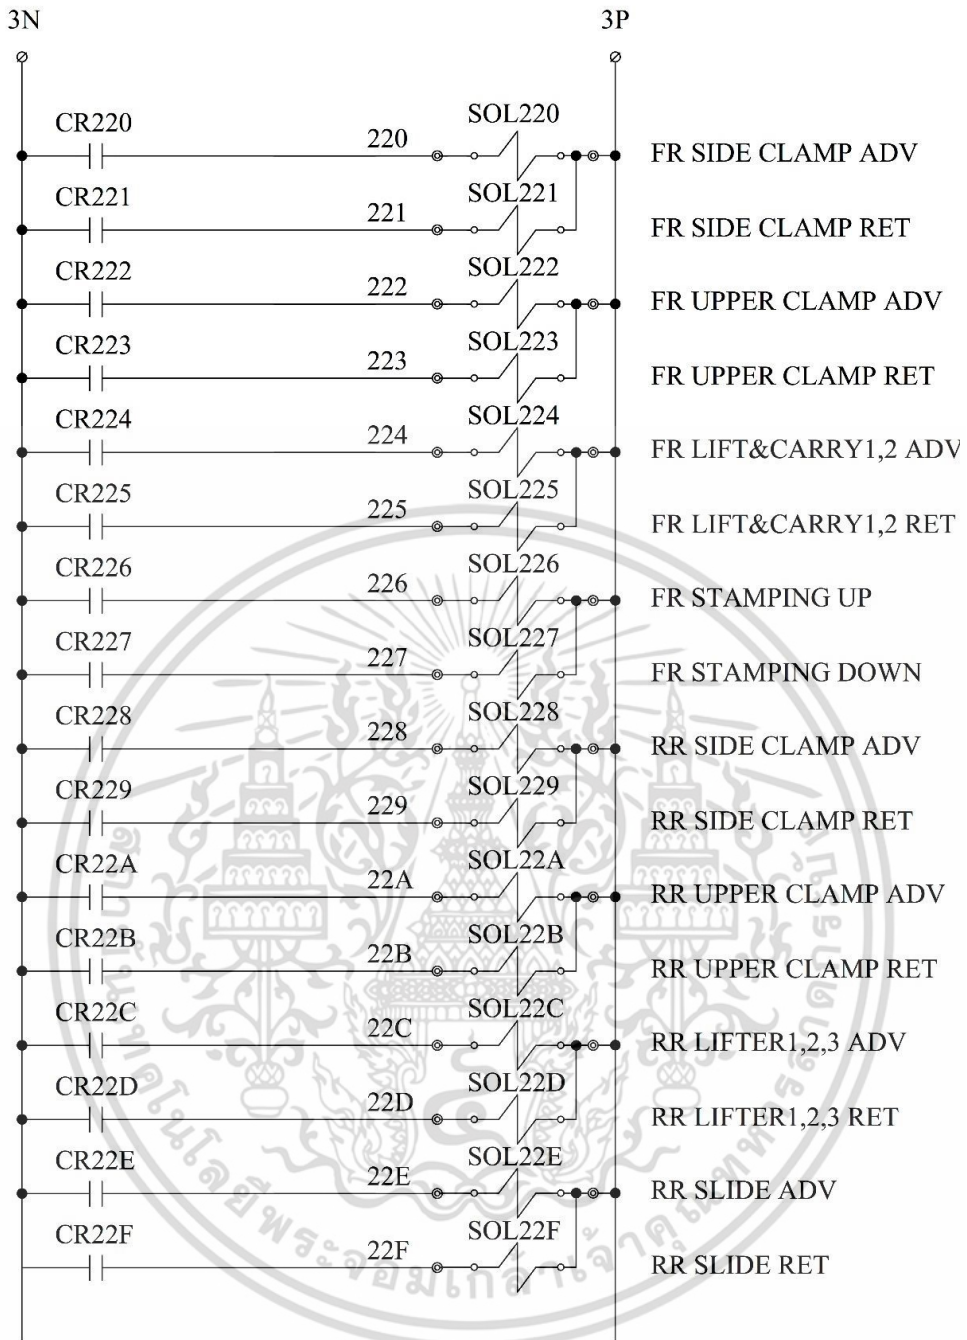 3N 3P
CR220 220 SOL220 FR SIDE CLAMP ADV
CR221 221 SOL221 FR SIDE CLAMP RET
CR222 222 SOL222 FR UPPER CLAMP ADV
CR223 223 SOL223 FR UPPER CLAMP RET
CR224 224 SOL224 FR LIFT&CARRY1,2 ADV
CR225 225 SOL225 FR LIFT&CARRY1,2 RET
CR226 226 SOL226 FR STAMPING UP
CR227 227 SOL227 FR STAMPING DOWN
CR228 228 SOL228 RR SIDE CLAMP ADV
CR229 229 SOL229 RR SIDE CLAMP RET
CR22A 22A SOL22A RR UPPER CLAMP ADV
CR22B 22B SOL22B RR UPPER CLAMP RET
CR22C 22C SOL22C RR LIFTER1,2,3 ADV
CR22D 22D SOL22D RR LIFTER1,2,3 RET
CR22E 22E SOL22E RR SLIDE ADV
CR22F 22F SOL22F RR SLIDE RET